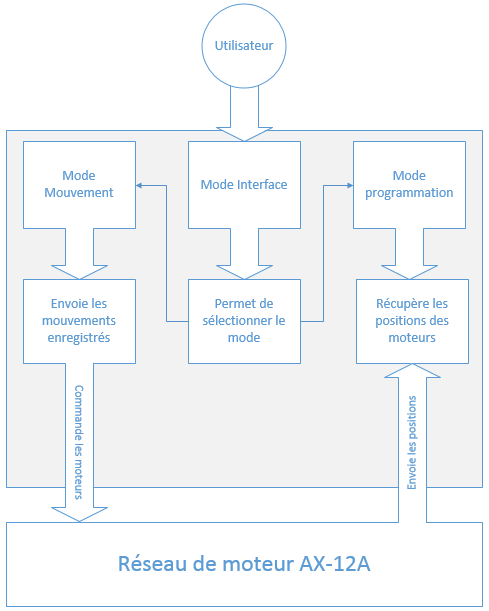 Utilisateur
Mode
Mouvement
Mode Interface
Mode
programmation
Envoie les
mouvements
enregistrés
Permet de
sélectionner le
mode
Récupère les
positions des
moteurs
Commande les moteurs
Envoie les positions
Réseau de moteur AX-12A